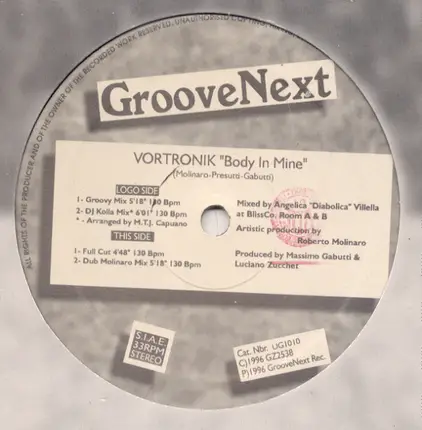 ALL RIGHTS OF THE PRODUCER AND OF THE OWNER OF THE RECORDED WORK RESERVED. UNAUTHORISED COPYING
GrooveNext
VORTRONIK "Body In Mine"
(Molinaro-Presutti-Gabutti)
LOGO SIDE
1- Groovy Mix 5'18" 130 Bpm
2- DJ Kolla Mix* 6'01" 130 Bpm
* - Arranged by M.T.J. Capuano
THIS SIDE
1- Full Cut 4'48" 130 Bpm
2- Dub Molinaro Mix 5'18" 130 Bpm
Mixed by Angelica "Diabolica" Villella
at BlissCo. Room A & B
Artistic production by
Roberto Molinaro
Produced by Massimo Gabutti &
Luciano Zucchet
S.I.A.E.
33RPM
STEREO
Cat. Nbr. UG1010
C)1996 GZ2538
P)1996 GrooveNext Rec.